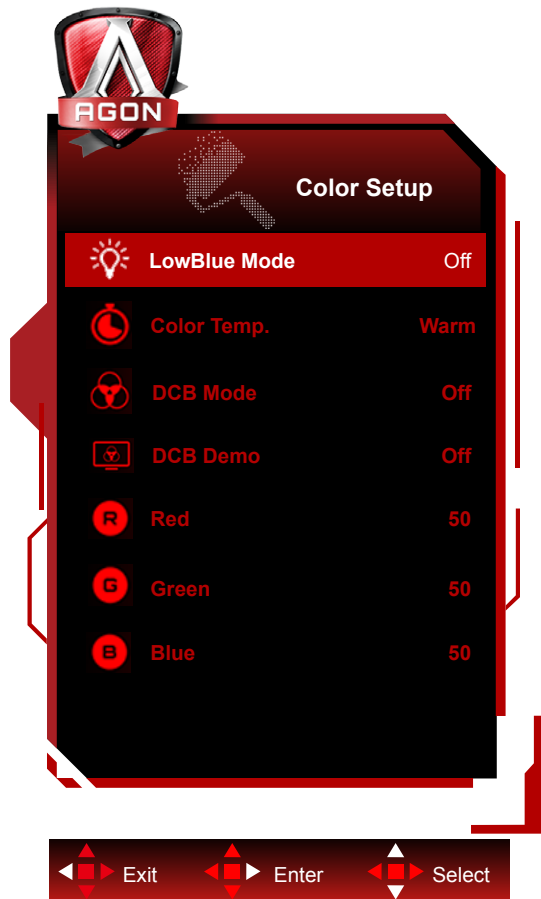 AGON
Color Setup
LowBlue Mode Off
Color Temp. Warm
DCB Mode Off
DCB Demo Off
R Red 50
G Green 50
B Blue 50
Exit Enter Select